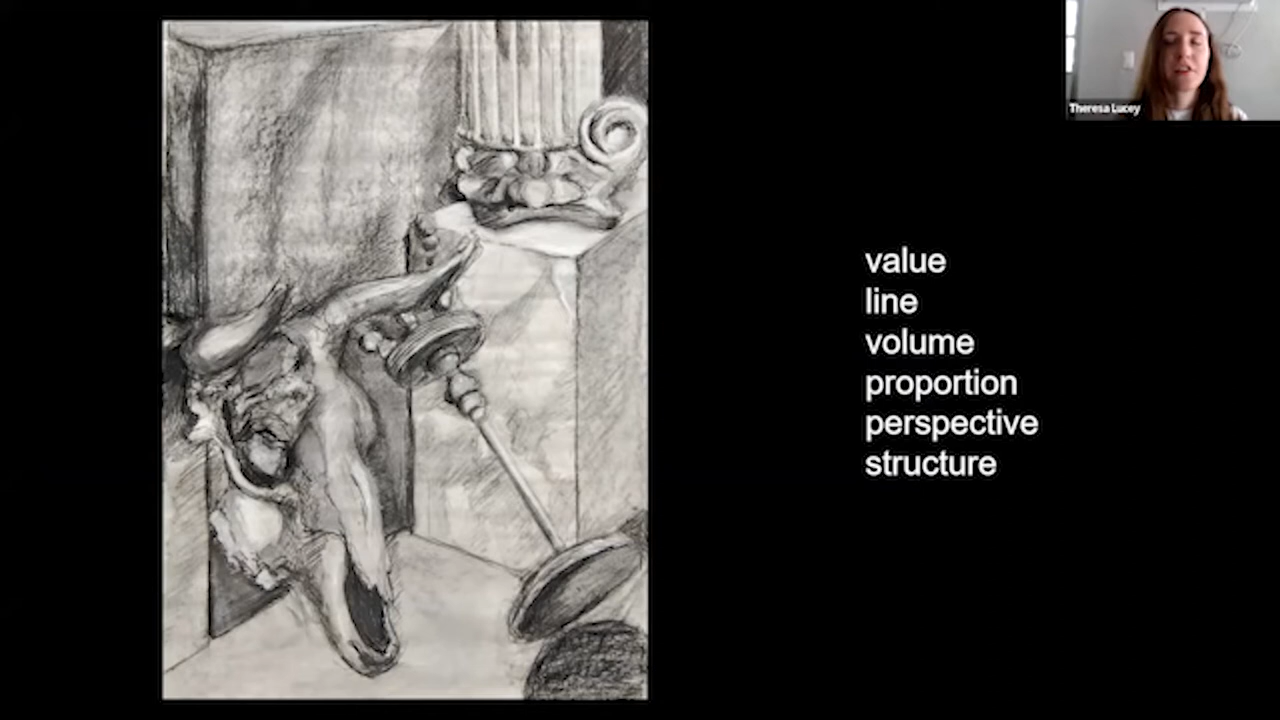 Theresa Lucey
value
line
volume
proportion
perspective
structure